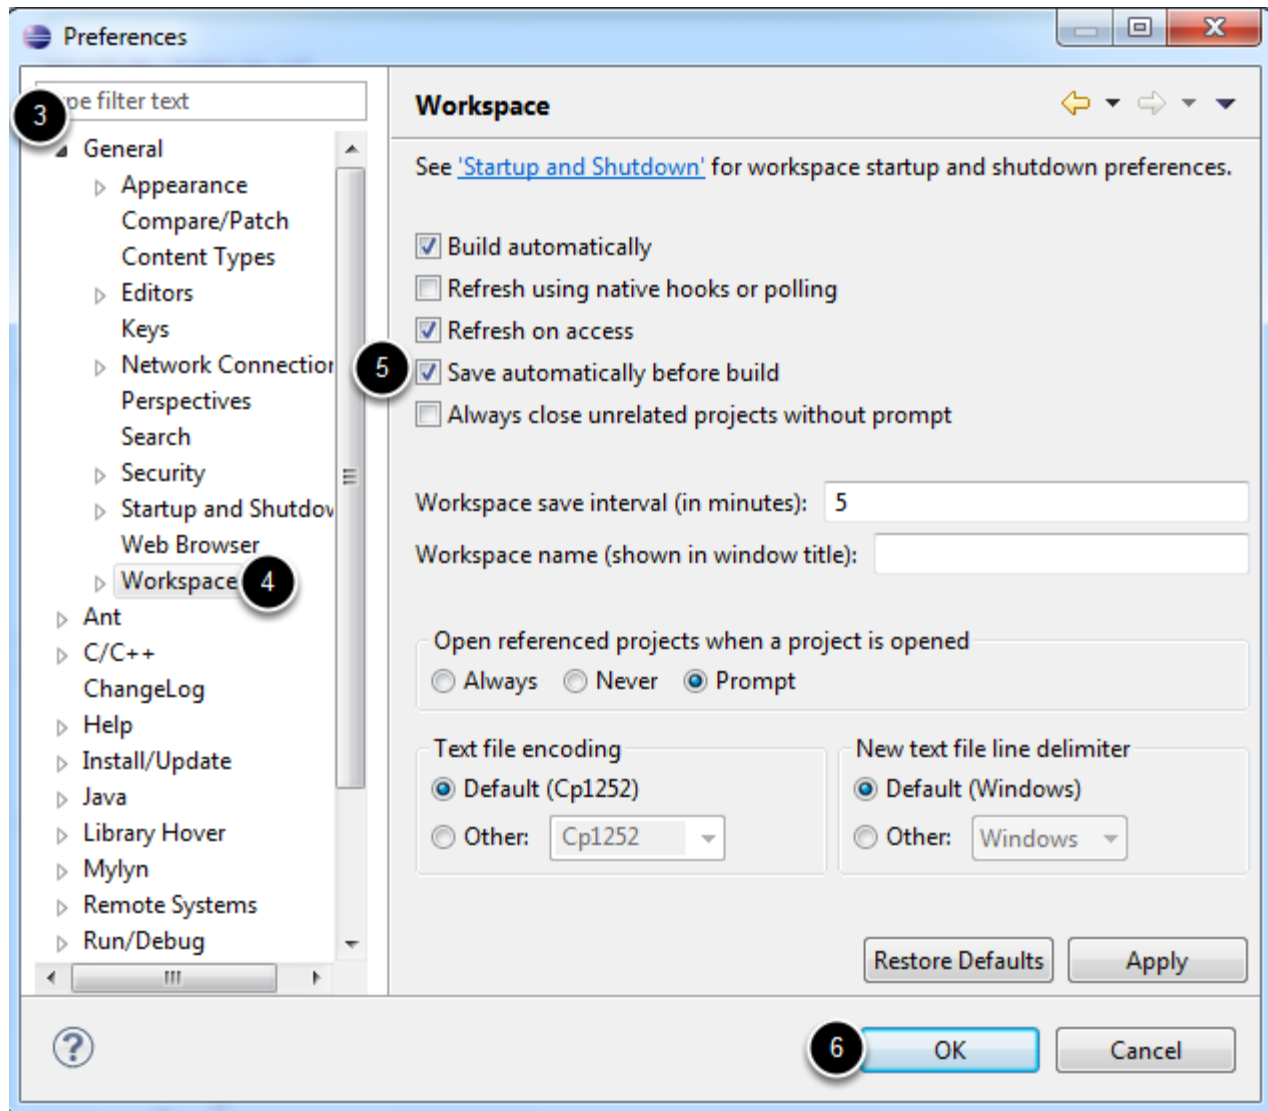 Preferences
3
pe filter text
General
Appearance
Compare/Patch
Content Types
Editors
Keys
Network Connection
Perspectives
Search
Security
Startup and Shutdow
Web Browser
Workspace 4
Ant
C/C++
ChangeLog
Help
Install/Update
Java
Library Hover
Mylyn
Remote Systems
Run/Debug
Workspace
See 'Startup and Shutdown' for workspace startup and shutdown preferences.
Build automatically
Refresh using native hooks or polling
Refresh on access
5 Save automatically before build
Always close unrelated projects without prompt
Workspace save interval (in minutes): 5
Workspace name (shown in window title):
Open referenced projects when a project is opened
Always Never Prompt
Text file encoding
Default (Cp1252)
Other: Cp1252
New text file line delimiter
Default (Windows)
Other: Windows
Restore Defaults Apply
6 OK Cancel